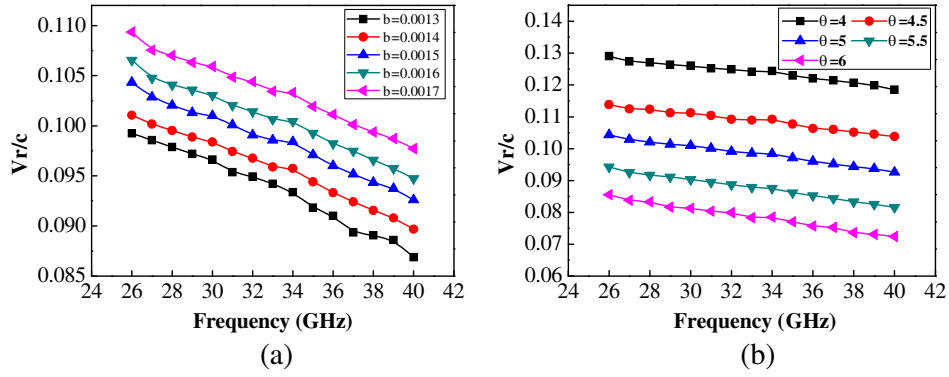 Vr/c
0.110
0.105
0.100
0.095
0.090
0.085
24 26 28 30 32 34 36 38 40 42
Frequency (GHz)
b=0.0013
b=0.0014
b=0.0015
b=0.0016
b=0.0017
(a)
Vr/c
0.14
0.13
0.12
0.11
0.10
0.09
0.08
0.07
0.06
24 26 28 30 32 34 36 38 40 42
Frequency (GHz)
θ=4 θ=4.5
θ=5 θ=5.5
θ=6
(b)